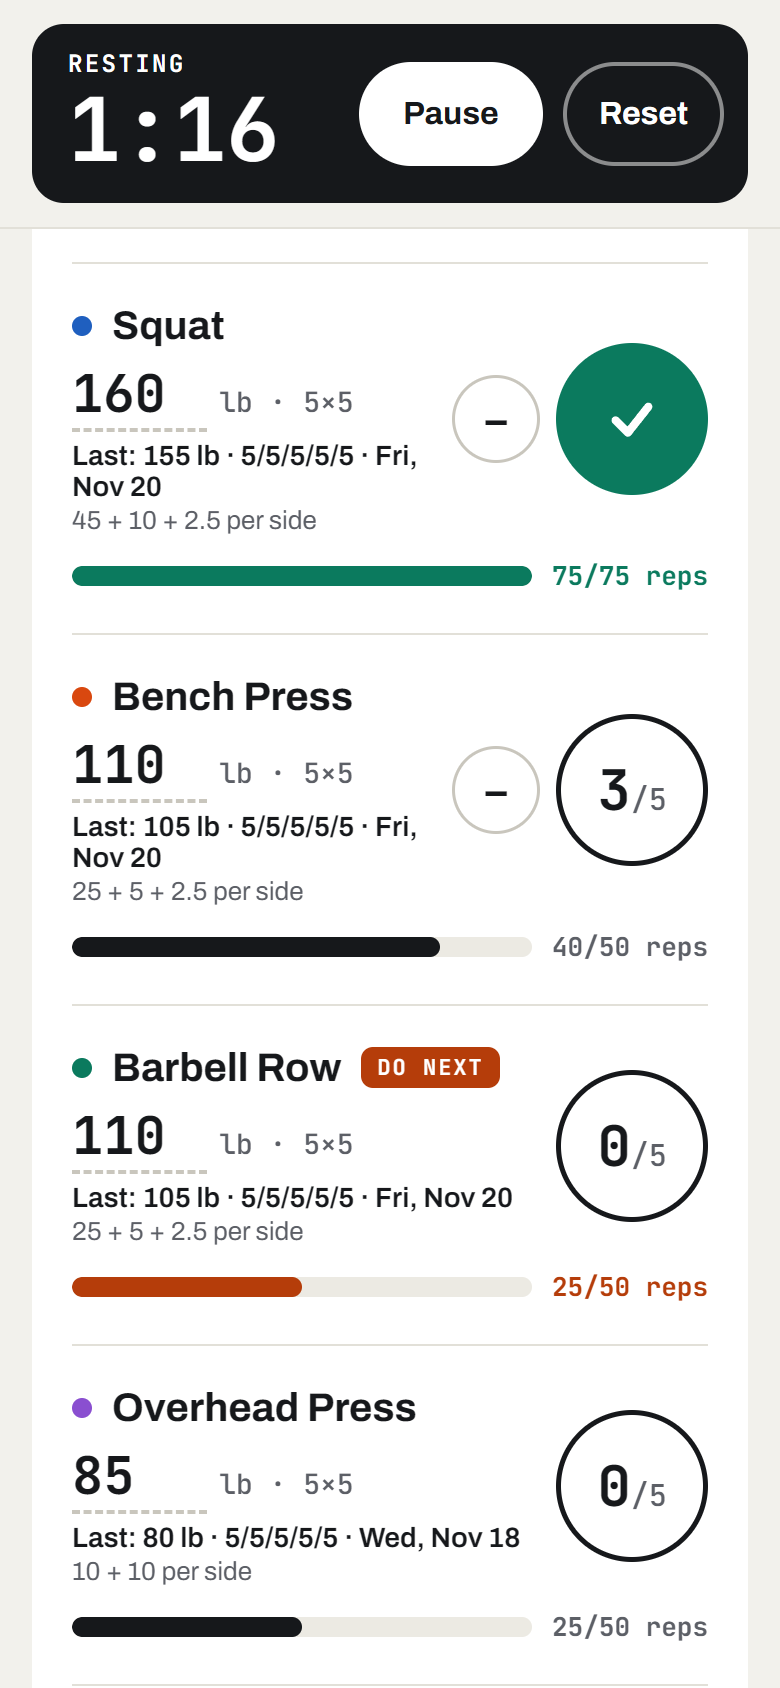 RESTING
1:16
Pause
Reset
Squat
160 lb · 5×5
–
Last: 155 lb · 5/5/5/5/5 · Fri,
Nov 20
45 + 10 + 2.5 per side
75/75 reps
Bench Press
110 lb · 5×5
–
3/5
Last: 105 lb · 5/5/5/5/5 · Fri,
Nov 20
25 + 5 + 2.5 per side
40/50 reps
Barbell Row DO NEXT
110 lb · 5×5
0/5
Last: 105 lb · 5/5/5/5/5 · Fri, Nov 20
25 + 5 + 2.5 per side
25/50 reps
Overhead Press
85 lb · 5×5
0/5
Last: 80 lb · 5/5/5/5/5 · Wed, Nov 18
10 + 10 per side
25/50 reps